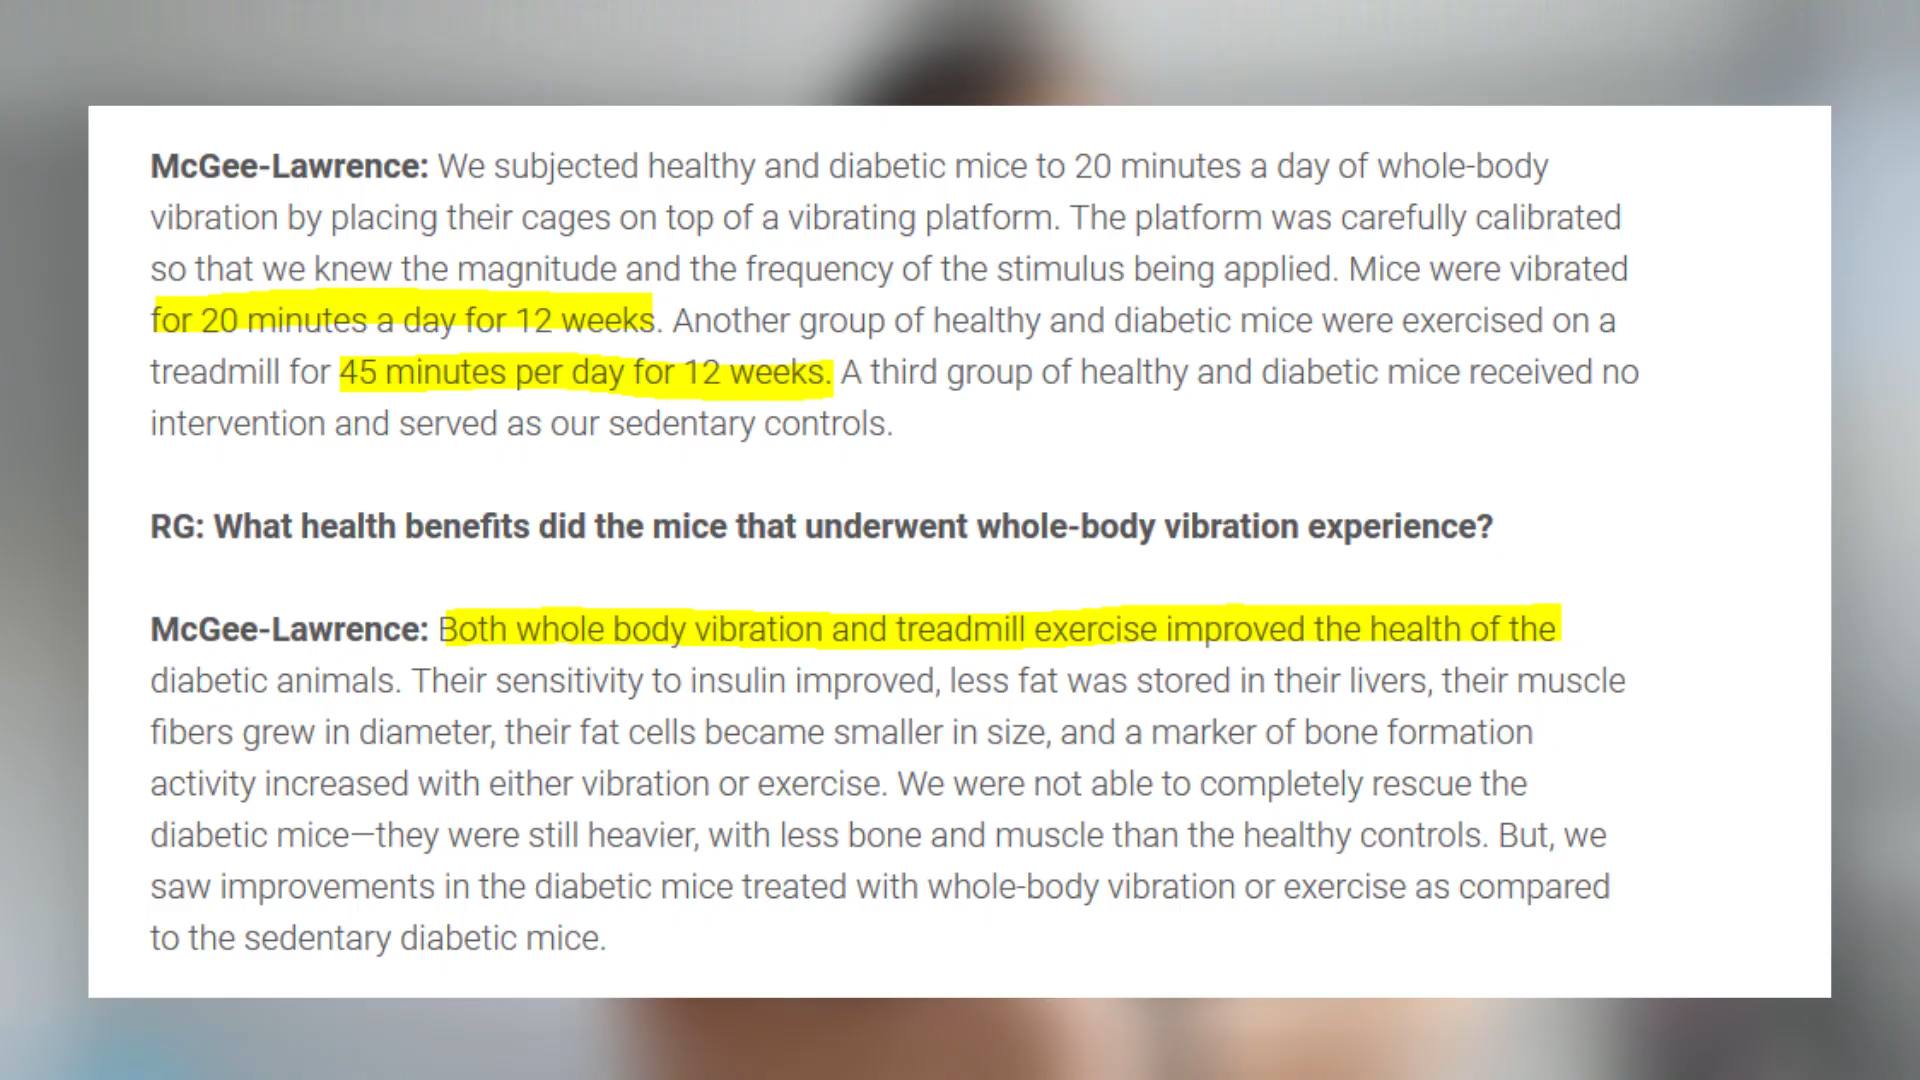 McGee-Lawrence: We subjected healthy and diabetic mice to 20 minutes a day of whole-body
vibration by placing their cages on top of a vibrating platform. The platform was carefully calibrated
so that we knew the magnitude and the frequency of the stimulus being applied. Mice were vibrated
for 20 minutes a day for 12 weeks. Another group of healthy and diabetic mice were exercised on a
treadmill for 45 minutes per day for 12 weeks. A third group of healthy and diabetic mice received no
intervention and served as our sedentary controls.
RG: What health benefits did the mice that underwent whole-body vibration experience?
McGee-Lawrence: Both whole body vibration and treadmill exercise improved the health of the
diabetic animals. Their sensitivity to insulin improved, less fat was stored in their livers, their muscle
fibers grew in diameter, their fat cells became smaller in size, and a marker of bone formation
activity increased with either vibration or exercise. We were not able to completely rescue the
diabetic mice—they were still heavier, with less bone and muscle than the healthy controls. But, we
saw improvements in the diabetic mice treated with whole-body vibration or exercise as compared
to the sedentary diabetic mice.